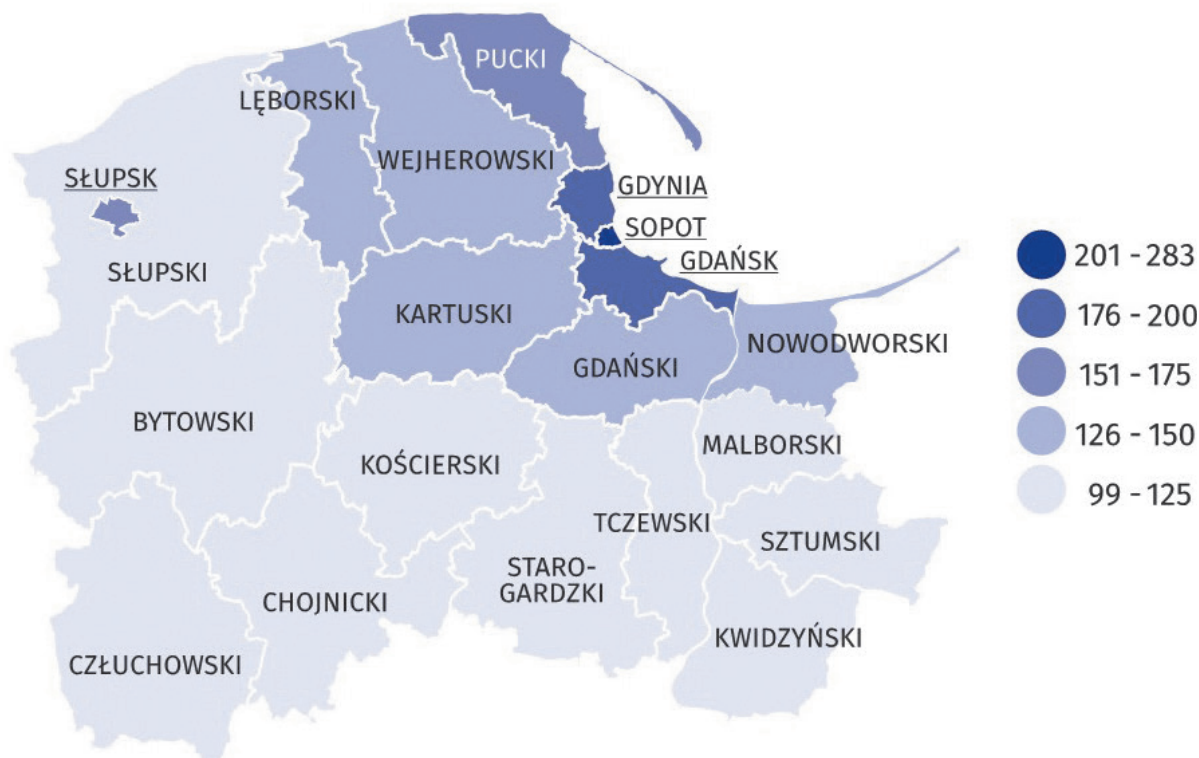 PUCKI
LĘBORSKI
WEJHEROWSKI
SŁUPSK
GDYNIA
SOPOT
GDAŃSK
SŁUPSKI
KARTUSKI
NOWODWORSKI
GDAŃSKI
BYTOWSKI
KOŚCIERSKI
MALBORSKI
TCZEWSKI
SZTUMSKI
STARO-
GARDZKI
CHOJNICKI
KWIDZYŃSKI
CZŁUCHOWSKI
201 - 283
176 - 200
151 - 175
126 - 150
99 - 125